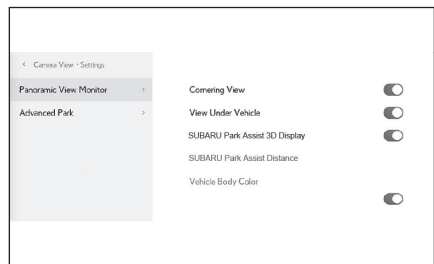 < Camera View・Settings
Panoramic View Monitor >
Advanced Park >
Cornering View
View Under Vehicle
SUBARU Park Assist 3D Display
SUBARU Park Assist Distance
Vehicle Body Color